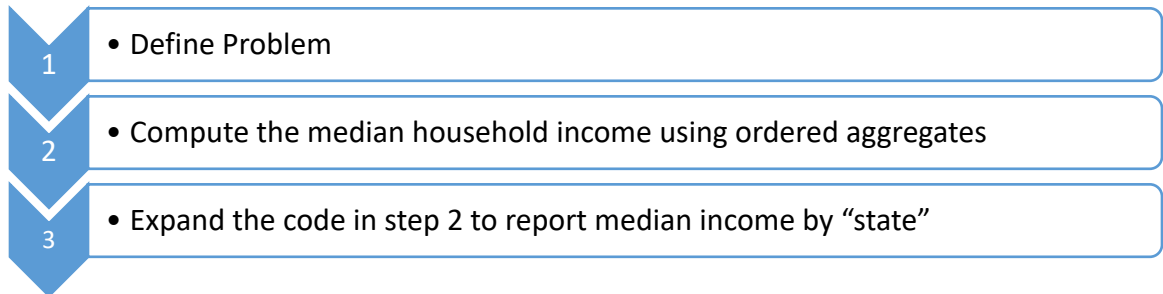 1
• Define Problem
2
• Compute the median household income using ordered aggregates
3
• Expand the code in step 2 to report median income by “state”